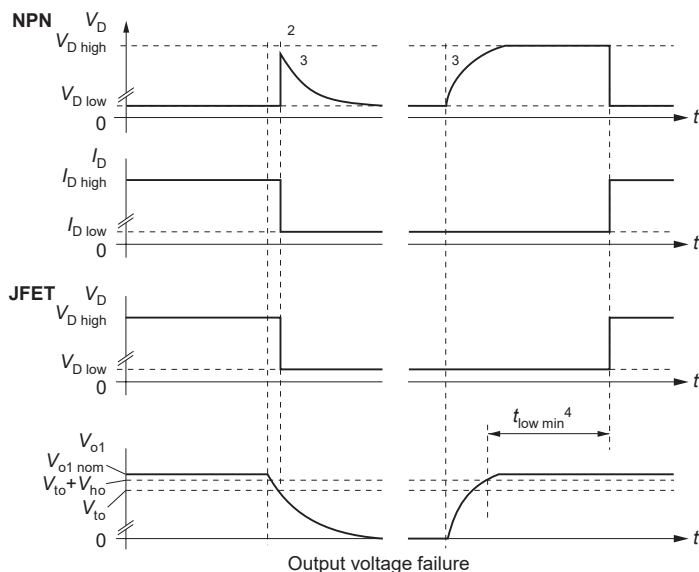 NPN
V_D
V_D high
2
3
3
V_D low
0
t
I_D
I_D high
I_D low
0
t
JFET
V_D
V_D high
V_D low
0
t
t_low min^4
V_o1
V_o1 nom
V_to + V_ho
V_to
0
t
Output voltage failure